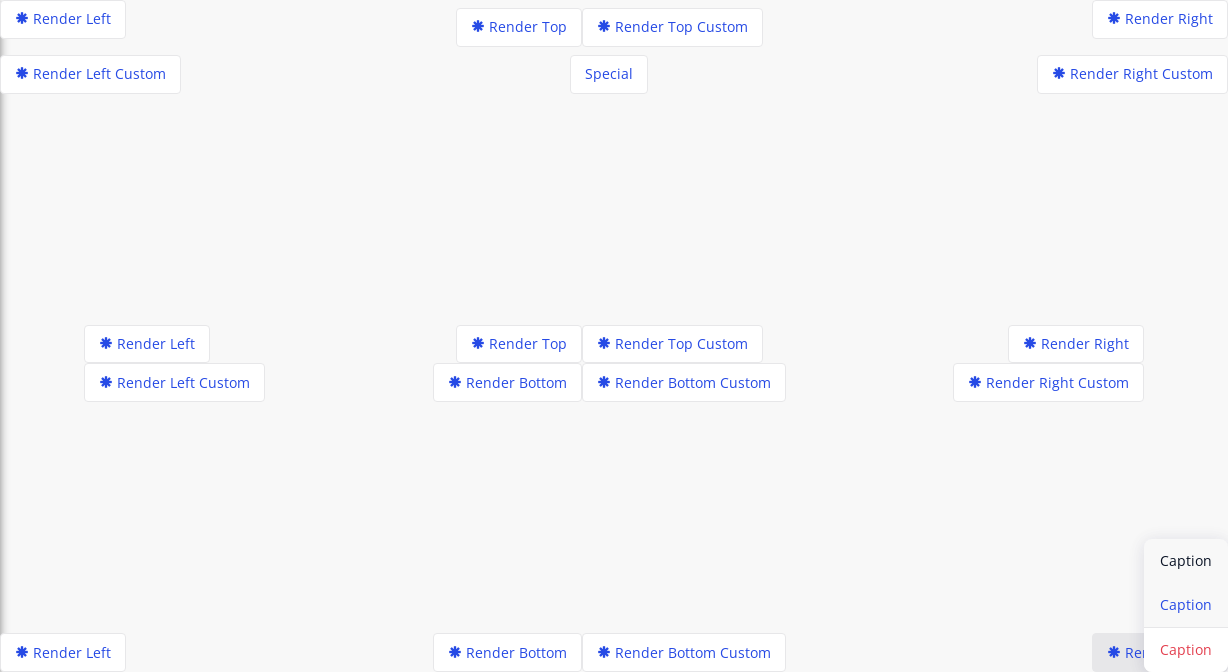 Render Left
Render Top
Render Top Custom
Render Right
Render Left Custom
Special
Render Right Custom
Render Left
Render Top
Render Top Custom
Render Right
Render Left Custom
Render Bottom
Render Bottom Custom
Render Right Custom
Caption
Caption
Caption
Render Left
Render Bottom
Render Bottom Custom